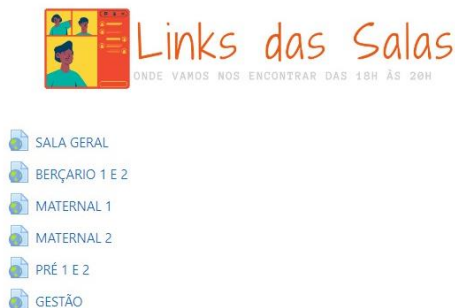 Links das Salas
ONDE VAMOS NOS ENCONTRAR DAS 18H ÀS 20H
SALA GERAL
BERÇARIO 1 E 2
MATERNAL 1
MATERNAL 2
PRÉ 1 E 2
GESTÃO